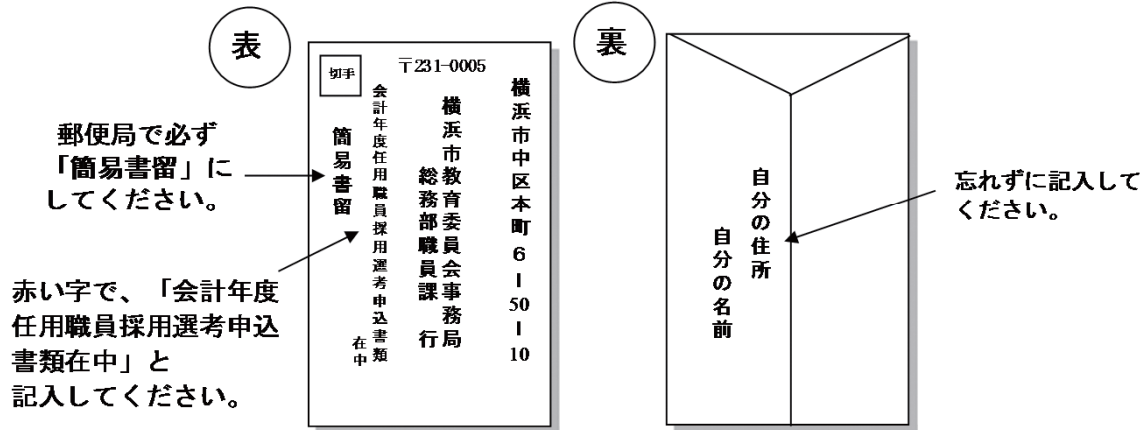 表
郵便局で必ず
「簡易書留」に
してください。
赤い字で、「会計年度
任用職員採用選考申込
書類在中」と
記入してください。
切手
〒231-0005
横浜市中区本町6-50-10
横浜市教育委員会事務局
総務部職員課 行
会計年度任用職員採用選考申込書類
在中
簡易書留
裏
自分の住所
自分の名前
忘れずに記入して
ください。